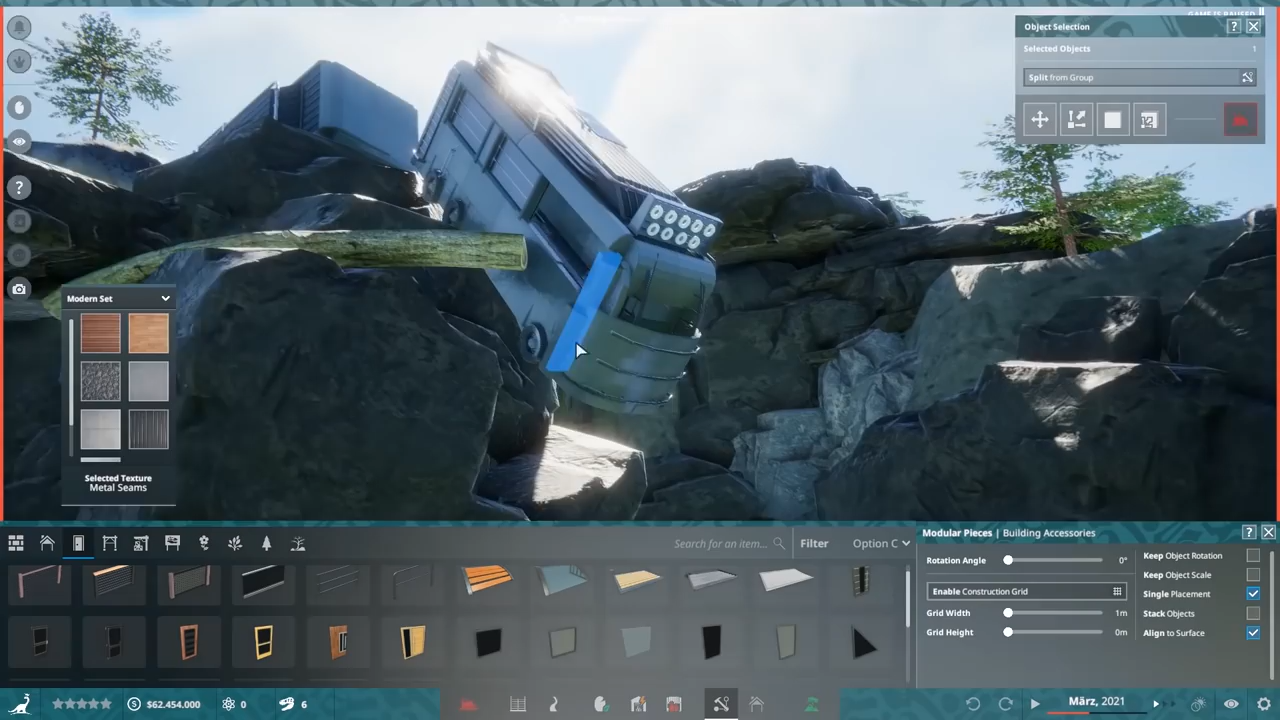 GAME IS PAUSED
Object Selection
?
Selected Objects 1
Split from Group
?
Modern Set
Selected Texture
Metal Seams
Search for an item...
Filter
Option C
Modular Pieces | Building Accessories
?
Rotation Angle 0°
Enable Construction Grid
Grid Width 1m
Grid Height 0m
Keep Object Rotation
Keep Object Scale
Single Placement
Stack Objects
Align to Surface
$62.454.000
0
6
März, 2021